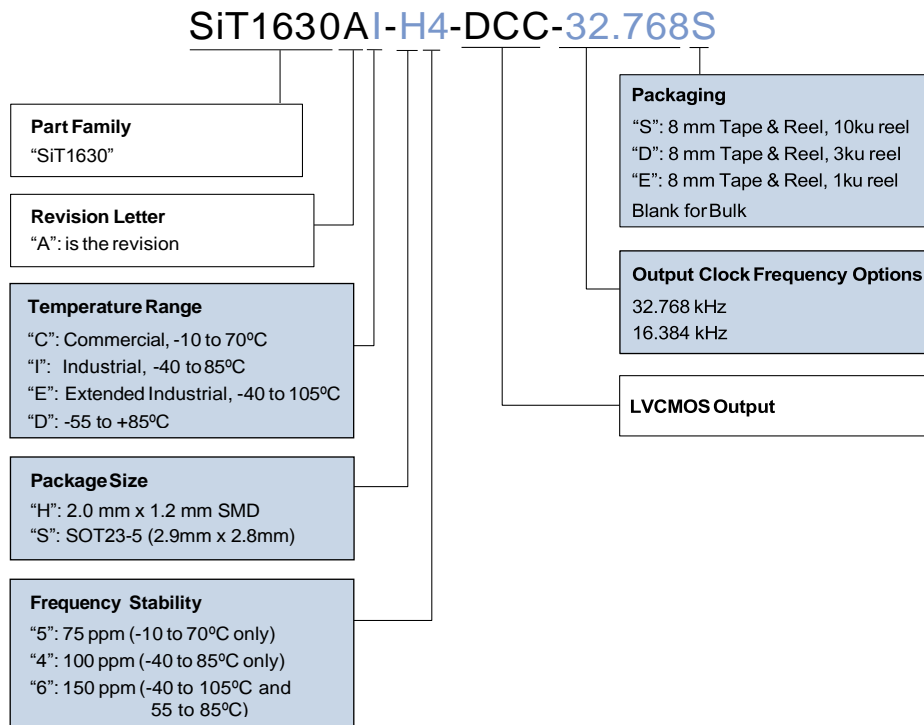 SiT1630AI-H4-DCC-32.768S
Part Family
“SiT1630”
Revision Letter
“A”: is the revision
Temperature Range
“C”: Commercial, -10 to 70ºC
“I”: Industrial, -40 to 85ºC
“E”: Extended Industrial, -40 to 105ºC
“D”: -55 to +85ºC
Package Size
“H”: 2.0 mm x 1.2 mm SMD
“S”: SOT23-5 (2.9mm x 2.8mm)
Frequency Stability
“5”: 75 ppm (-10 to 70ºC only)
“4”: 100 ppm (-40 to 85ºC only)
“6”: 150 ppm (-40 to 105ºC and
55 to 85ºC)
Packaging
“S”: 8 mm Tape & Reel, 10ku reel
“D”: 8 mm Tape & Reel, 3ku reel
“E”: 8 mm Tape & Reel, 1ku reel
Blank for Bulk
Output Clock Frequency Options
32.768 kHz
16.384 kHz
LVCMOS Output